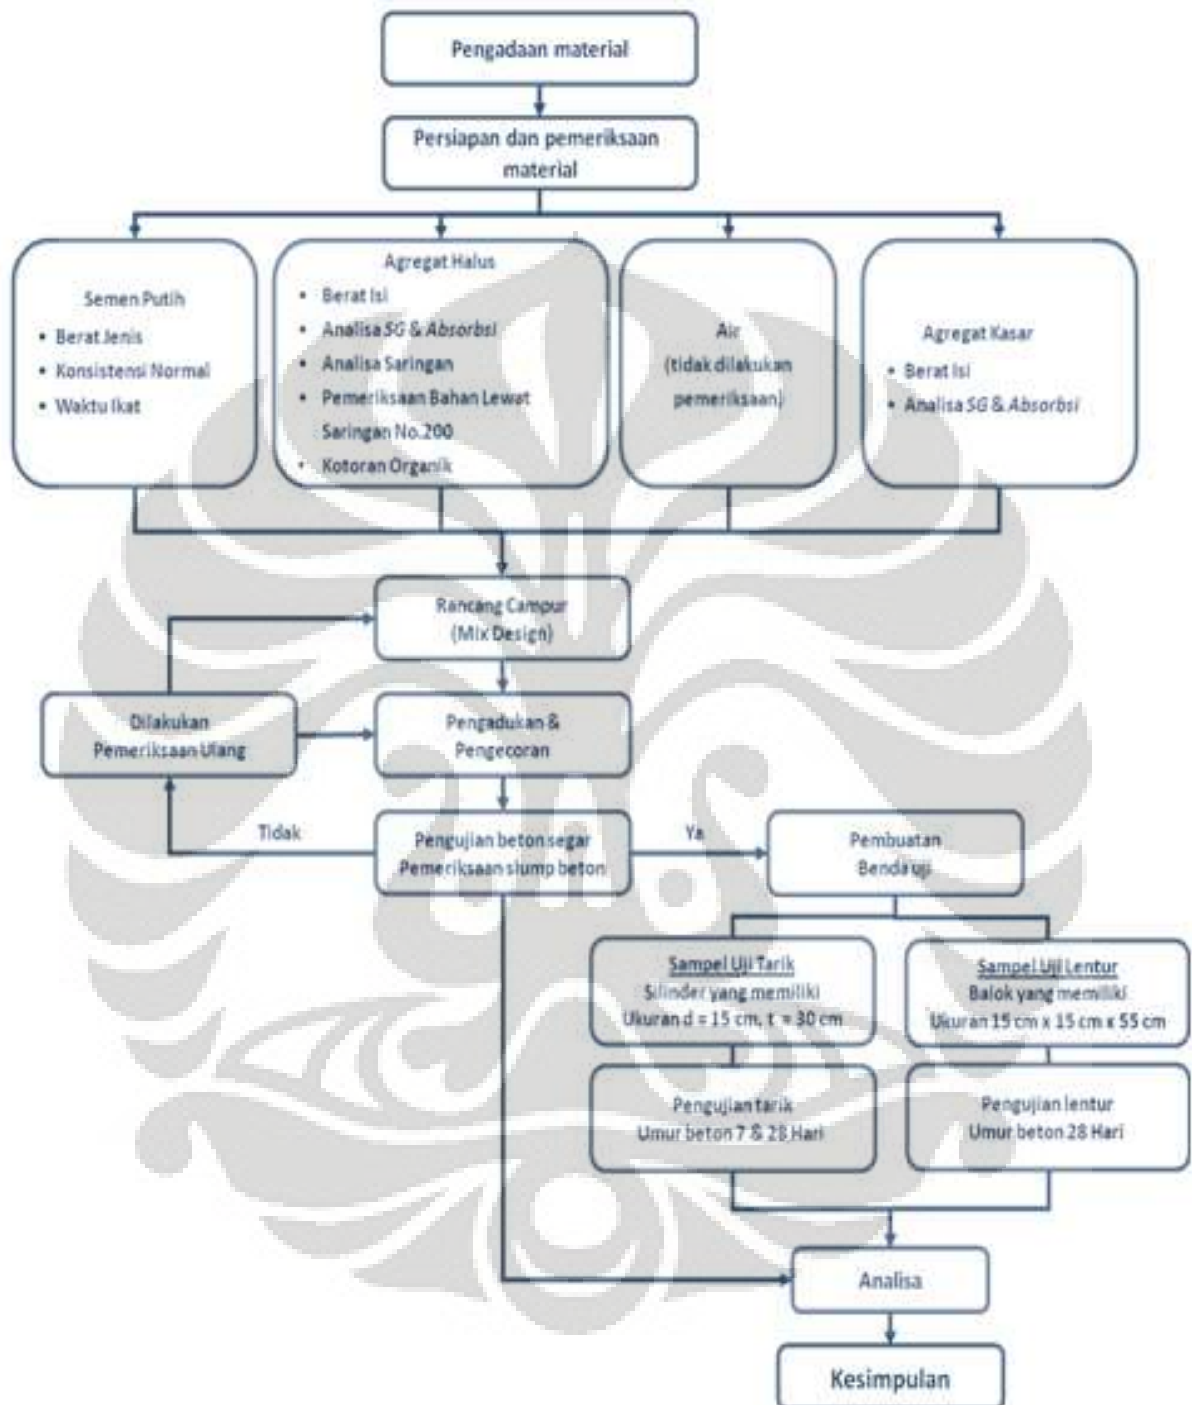 Pengadaan material
Persiapan dan pemeriksaan
material
Semen Putih
• Berat Jenis
• Konsistensi Normal
• Waktu Ikat
Agregat Halus
• Berat Isi
• Analisa SG & Absorbsi
• Analisa Saringan
• Pemeriksaan Bahan Lewat
Saringan No.200
• Kotoran Organik
Air
(tidak dilakukan
pemeriksaan)
Agregat Kasar
• Berat Isi
• Analisa SG & Absorbsi
Rancang Campur
(Mix Design)
Dilakukan
Pemeriksaan Ulang
Pengadukan &
Pengecoran
Tidak
Pengujian beton segar
Pemeriksaan slump beton
Ya
Pembuatan
Benda uji
Sampel Uji Tarik
Silinder yang memiliki
Ukuran d = 15 cm, t = 30 cm
Sampel Uji Lentur
Balok yang memiliki
Ukuran 15 cm x 15 cm x 55 cm
Pengujian tarik
Umur beton 7 & 28 Hari
Pengujian lentur
Umur beton 28 Hari
Analisa
Kesimpulan